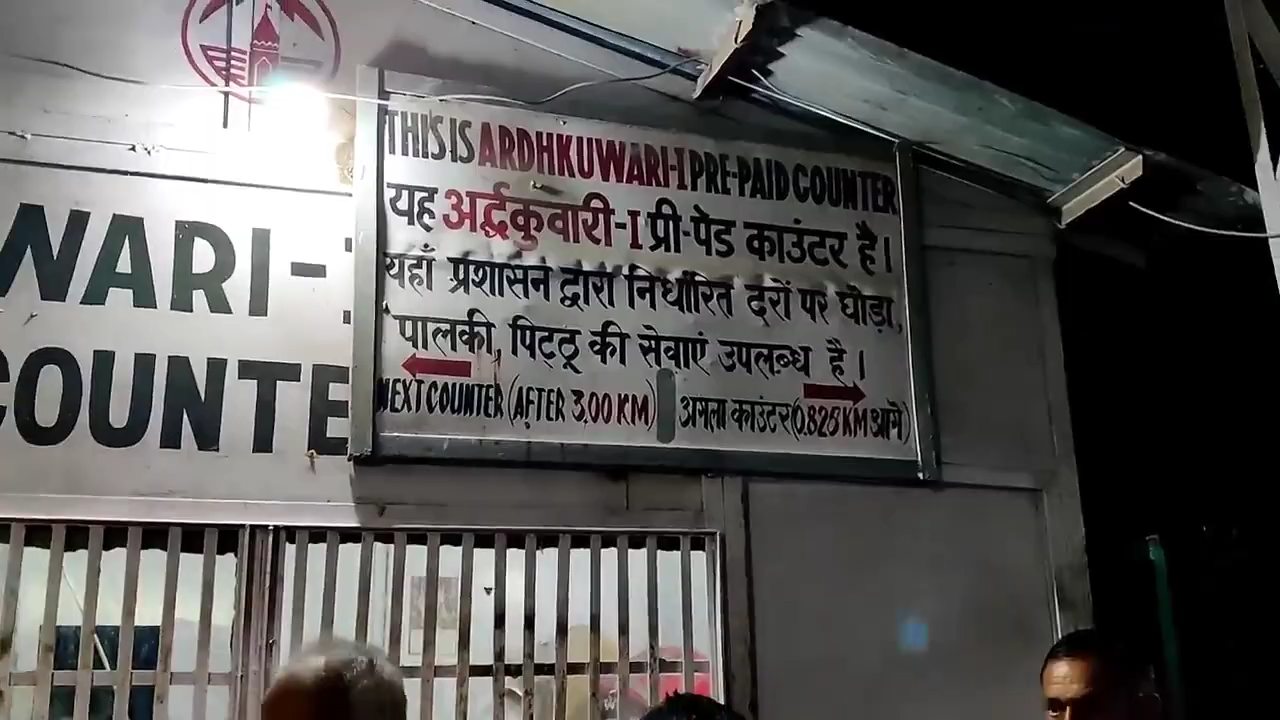 WARI-
COUNTE
THIS IS ARDHKUWARI-I PRE-PAID COUNTER
यह अर्द्धकुवारी-I प्री-पेड काउंटर है।
यहाँ प्रशासन द्वारा निर्धारित दरों पर घोड़ा,
पालकी, पिट्ठू की सेवाएं उपलब्ध है।
NEXT COUNTER (AFTER 3.00 KM) अगला काउंटर (0.825 KM आगे)